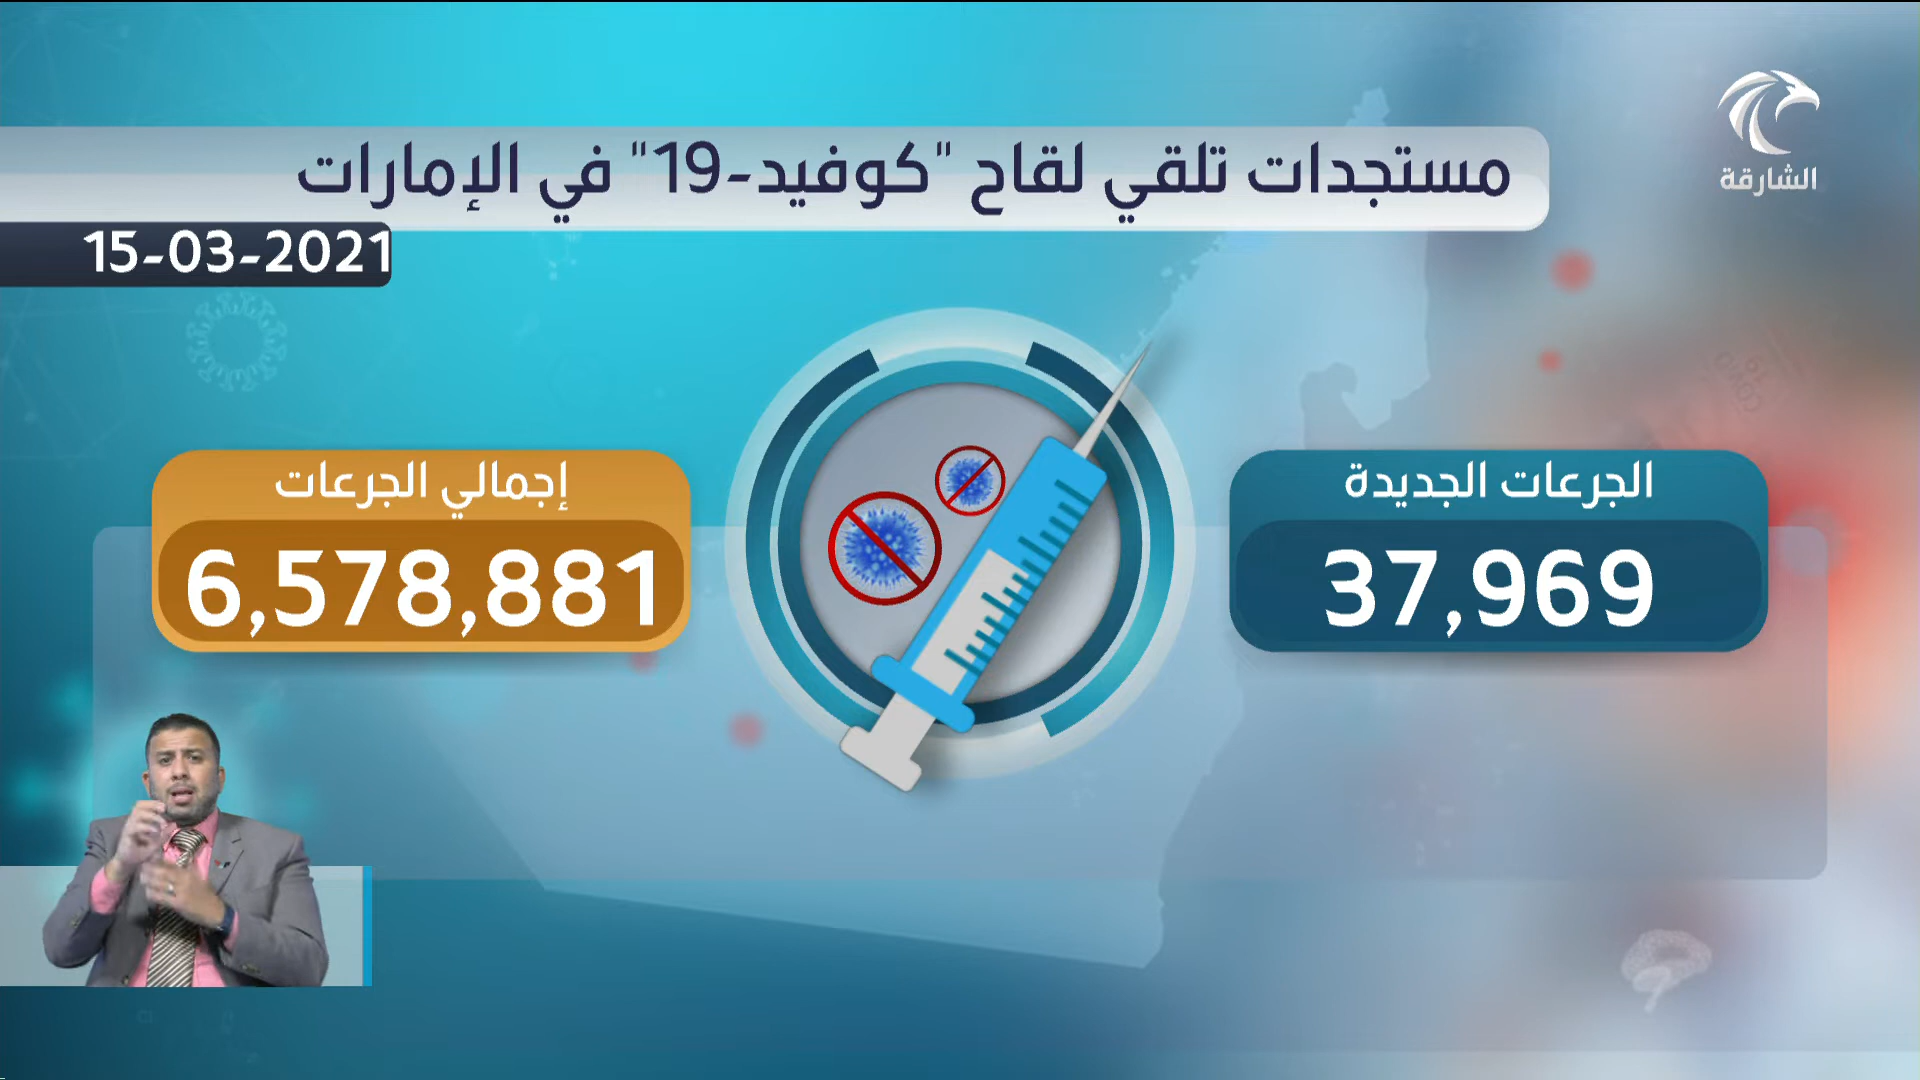 الشارقة
مستجدات تلقي لقاح "كوفيد-19" في الإمارات
15-03-2021
الجرعات الجديدة
37,969
إجمالي الجرعات
6,578,881